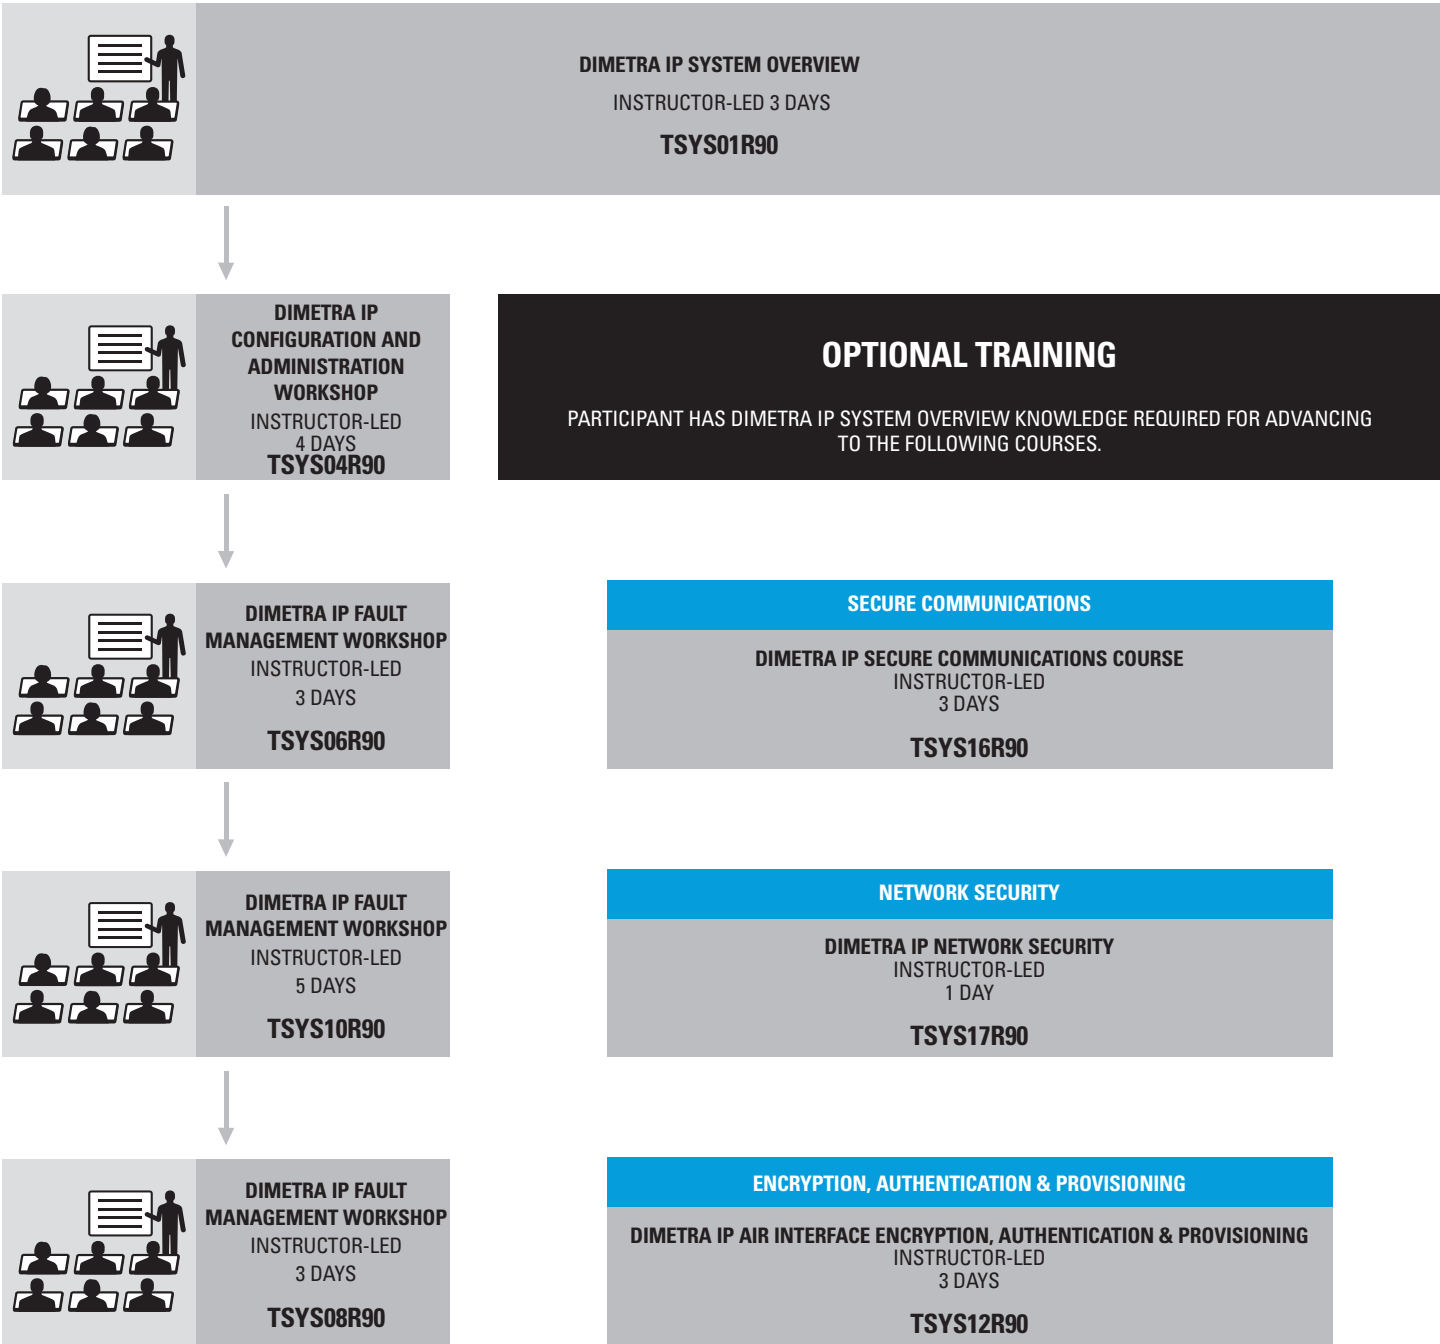 DIMETRA IP SYSTEM OVERVIEW
INSTRUCTOR-LED 3 DAYS
TSYS01R90
DIMETRA IP
CONFIGURATION AND
ADMINISTRATION
WORKSHOP
INSTRUCTOR-LED
4 DAYS
TSYS04R90
OPTIONAL TRAINING
PARTICIPANT HAS DIMETRA IP SYSTEM OVERVIEW KNOWLEDGE REQUIRED FOR ADVANCING
TO THE FOLLOWING COURSES.
DIMETRA IP FAULT
MANAGEMENT WORKSHOP
INSTRUCTOR-LED
3 DAYS
TSYS06R90
SECURE COMMUNICATIONS
DIMETRA IP SECURE COMMUNICATIONS COURSE
INSTRUCTOR-LED
3 DAYS
TSYS16R90
DIMETRA IP FAULT
MANAGEMENT WORKSHOP
INSTRUCTOR-LED
5 DAYS
TSYS10R90
NETWORK SECURITY
DIMETRA IP NETWORK SECURITY
INSTRUCTOR-LED
1 DAY
TSYS17R90
DIMETRA IP FAULT
MANAGEMENT WORKSHOP
INSTRUCTOR-LED
3 DAYS
TSYS08R90
ENCRYPTION, AUTHENTICATION & PROVISIONING
DIMETRA IP AIR INTERFACE ENCRYPTION, AUTHENTICATION & PROVISIONING
INSTRUCTOR-LED
3 DAYS
TSYS12R90